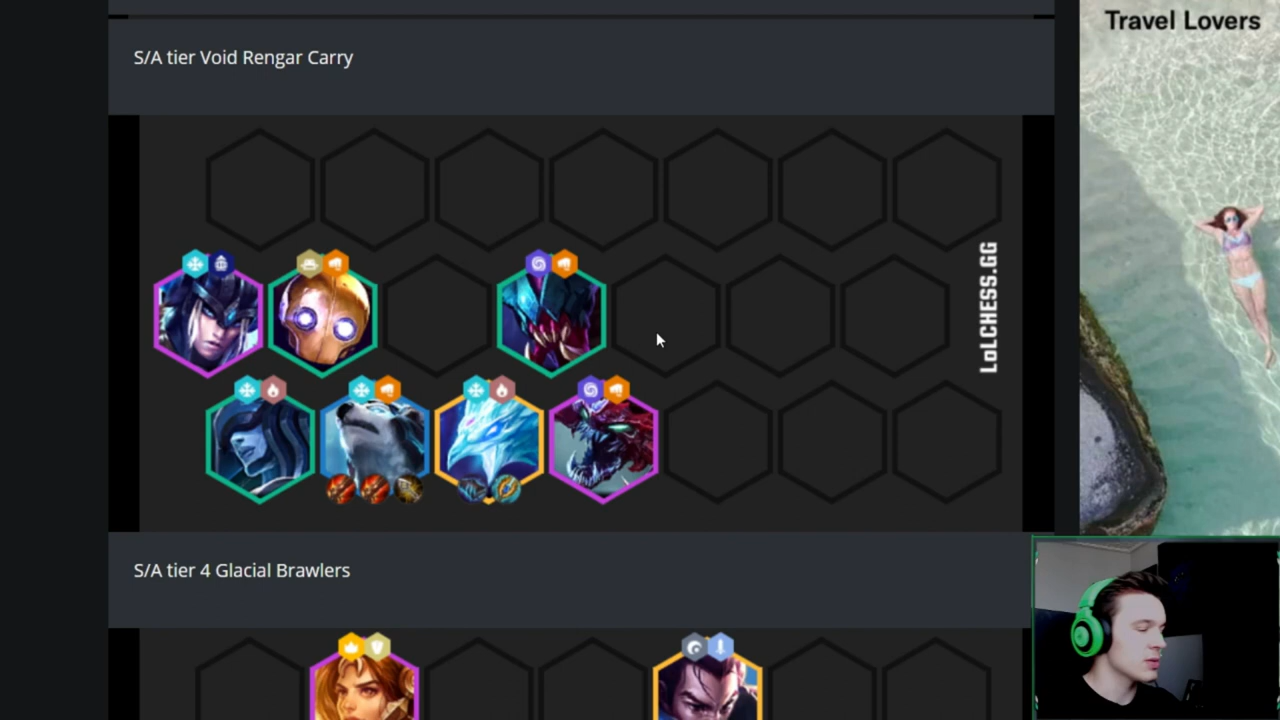 Travel Lovers
S/A tier Void Rengar Carry
LoLCHESS.GG
S/A tier 4 Glacial Brawlers